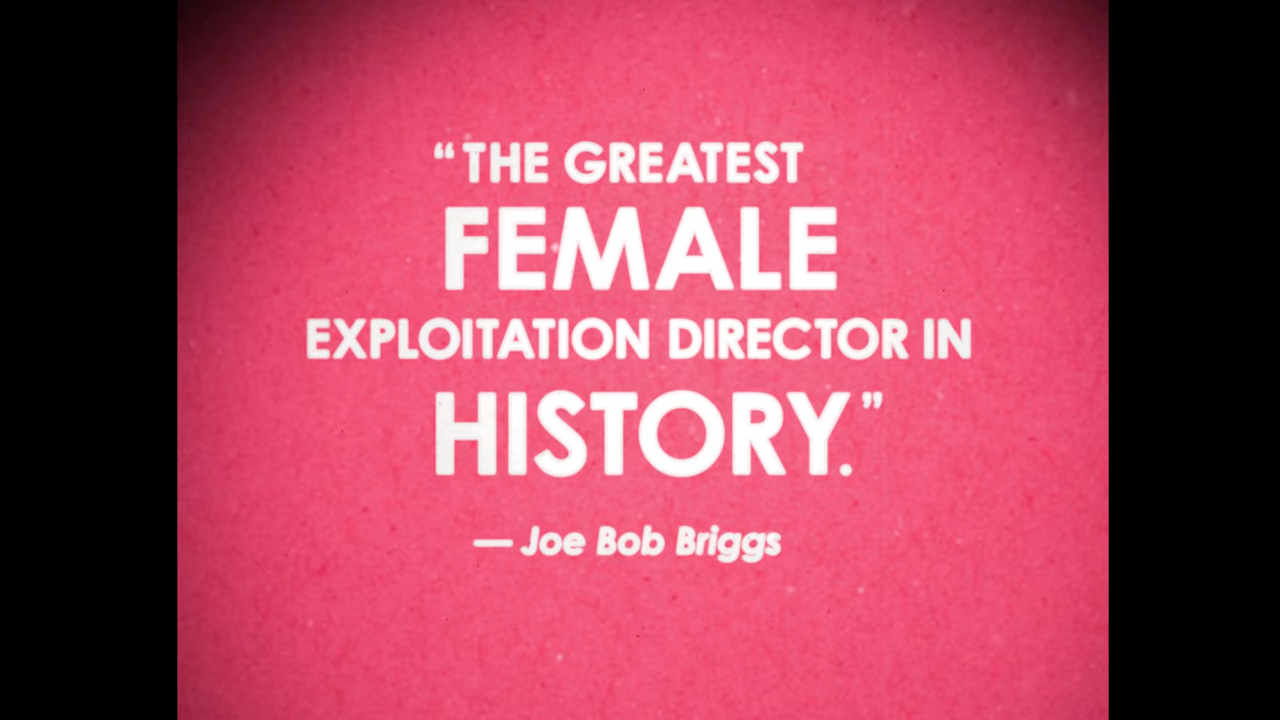 “THE GREATEST
FEMALE
EXPLOITATION DIRECTOR IN
HISTORY.”
— Joe Bob Briggs